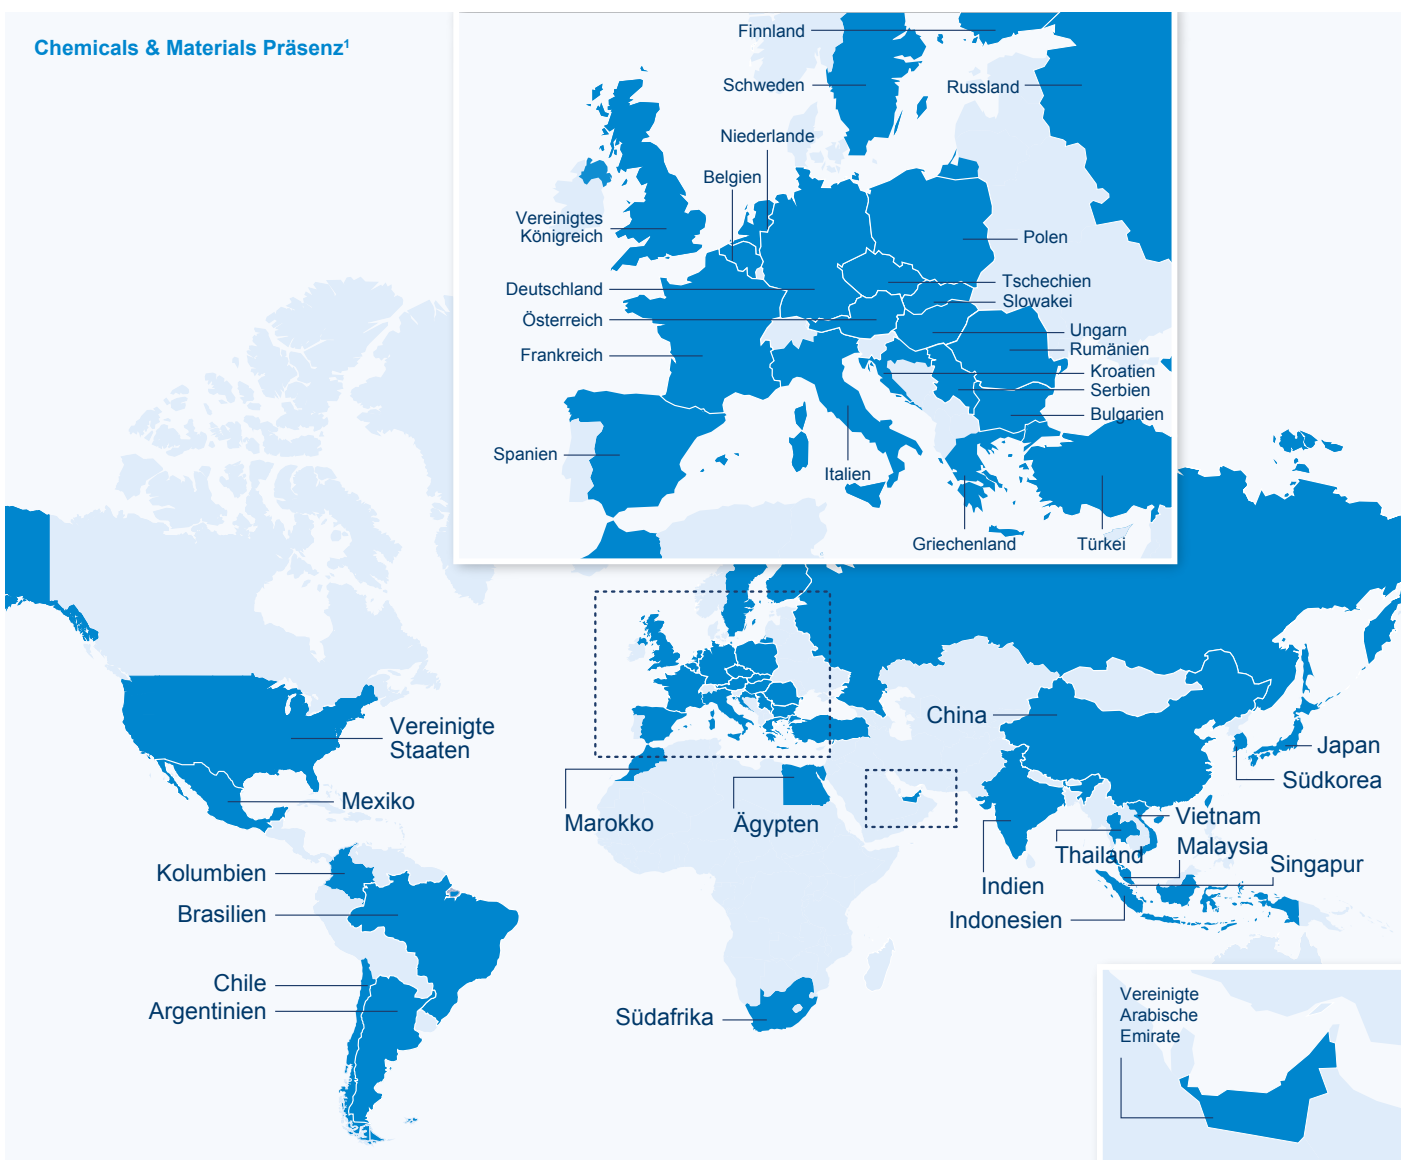 Chemicals & Materials Präsenz¹
Finnland
Schweden
Russland
Niederlande
Belgien
Vereinigtes
Königreich
Polen
Tschechien
Deutschland
Slowakei
Österreich
Ungarn
Frankreich
Rumänien
Kroatien
Serbien
Bulgarien
Spanien
Italien
Griechenland
Türkei
Vereinigte
Staaten
China
Japan
Südkorea
Mexiko
Marokko
Ägypten
Vietnam
Thailand
Malaysia
Singapur
Kolumbien
Indien
Brasilien
Indonesien
Chile
Argentinien
Südafrika
Vereinigte
Arabische
Emirate